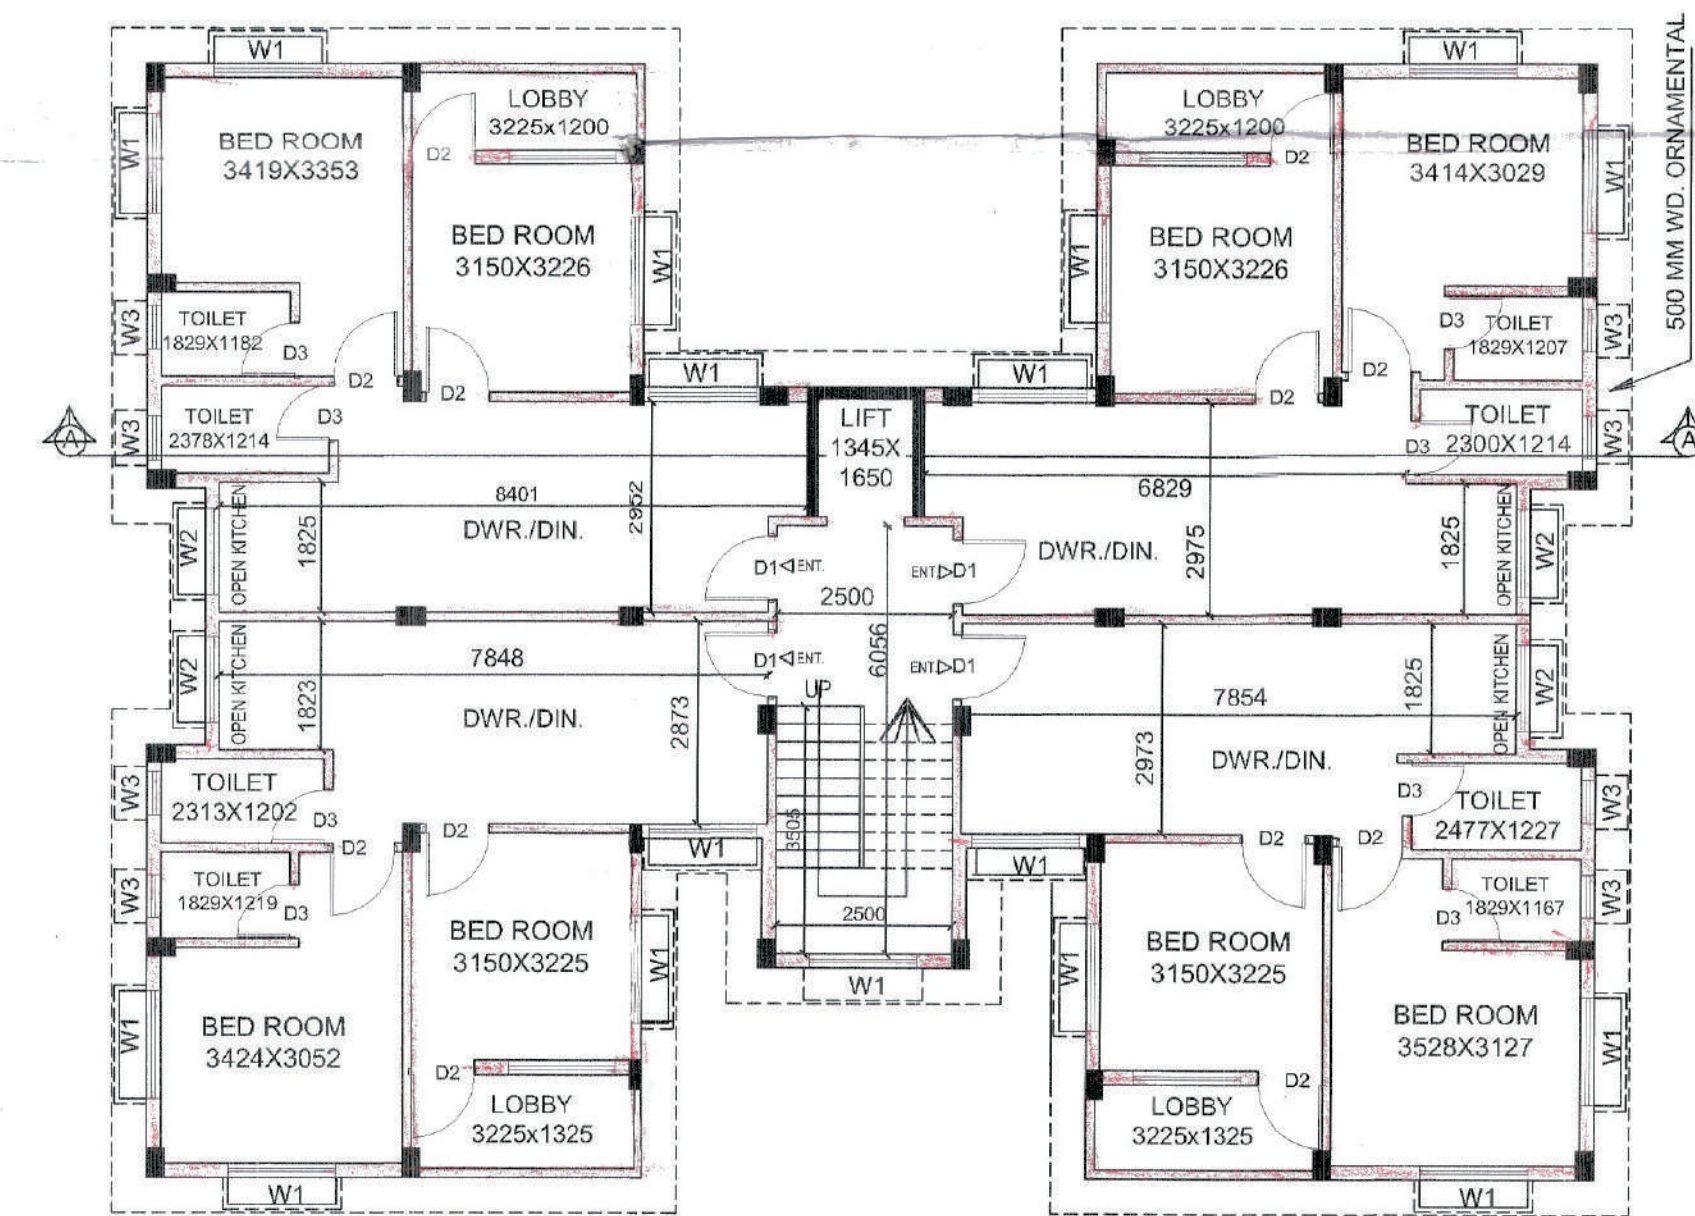 W1
W1
500 MM WD. ORNAMENTAL
LOBBY
3225x1200
LOBBY
3225x1200
W1
BED ROOM
3419X3353
D2
D2
BED ROOM
3414X3029
W1
BED ROOM
3150X3226
W1
W1
BED ROOM
3150X3226
W3
TOILET
1829X1182
D3
D2
D2
W1
W1
D2
D2
D3
TOILET
1829X1207
W3
A
W3
TOILET
2378X1214
D3
LIFT
1345X
1650
D3
TOILET
2300X1214
W3
A
8401
2952
6829
2975
W2
OPEN KITCHEN
1825
DWR./DIN.
DWR./DIN.
1825
OPEN KITCHEN
W2
D1 ENT.
ENT. D1
2500
6056
W2
OPEN KITCHEN
1823
7848
D1 ENT.
ENT. D1
UP
DWR./DIN.
2873
7854
1825
OPEN KITCHEN
W2
2973
DWR./DIN.
3505
2500
W3
TOILET
2313X1202
D3
D2
D2
W1
W1
D2
D2
D3
TOILET
2477X1227
W3
W3
TOILET
1829X1219
D3
D3
TOILET
1829X1167
W3
BED ROOM
3150X3225
W1
W1
W1
BED ROOM
3150X3225
W1
BED ROOM
3424X3052
BED ROOM
3528X3127
W1
D2
LOBBY
3225x1325
D2
LOBBY
3225x1325
W1
W1